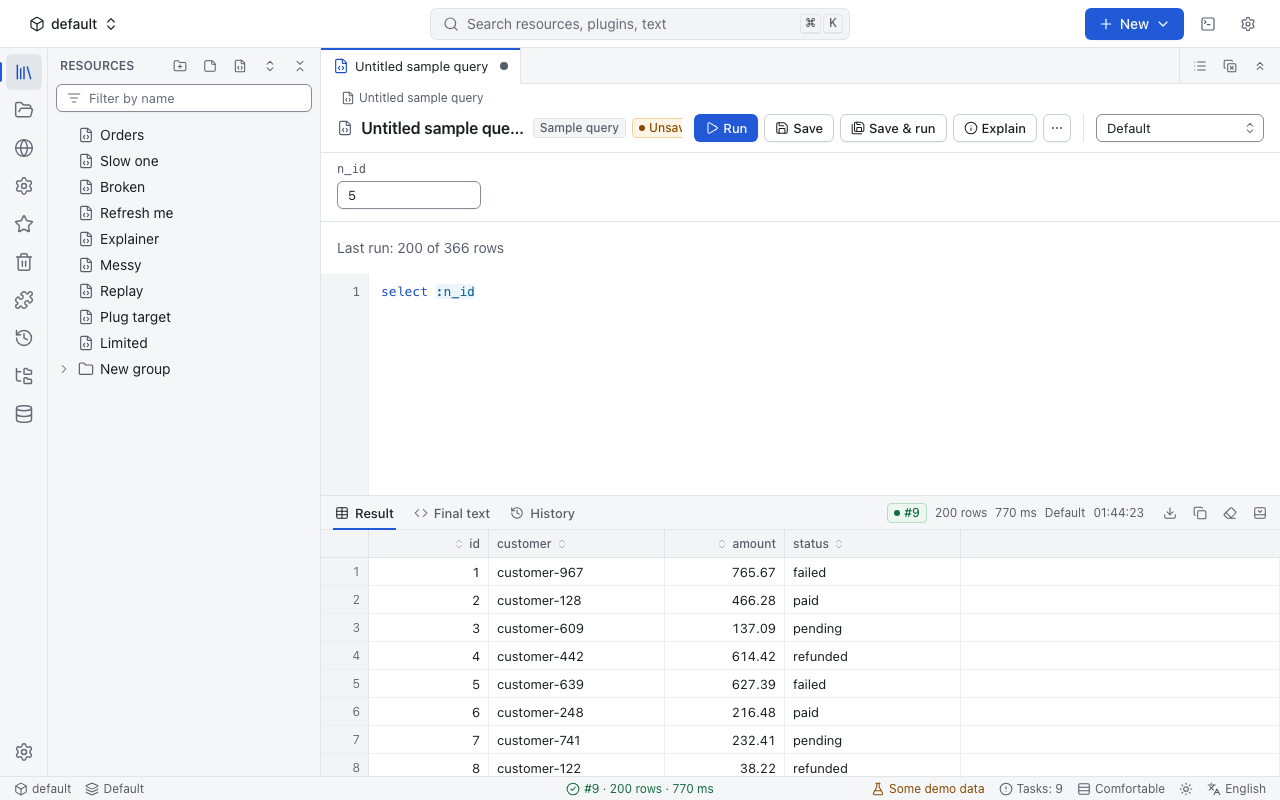 default
Search resources, plugins, text
⌘ K
New
RESOURCES
Filter by name
Orders
Slow one
Broken
Refresh me
Explainer
Messy
Replay
Plug target
Limited
New group
Untitled sample query
Untitled sample query
Untitled sample que...
Sample query
Unsav
Run
Save
Save & run
Explain
Default
n_id
5
Last run: 200 of 366 rows
1 select :n_id
Result
Final text
History
#9 200 rows 770 ms Default 01:44:23
id customer amount status
1 1 customer-967 765.67 failed
2 2 customer-128 466.28 paid
3 3 customer-609 137.09 pending
4 4 customer-442 614.42 refunded
5 5 customer-639 627.39 failed
6 6 customer-248 216.48 paid
7 7 customer-741 232.41 pending
8 8 customer-122 38.22 refunded
default
Default
#9 · 200 rows · 770 ms
Some demo data
Tasks: 9
Comfortable
English